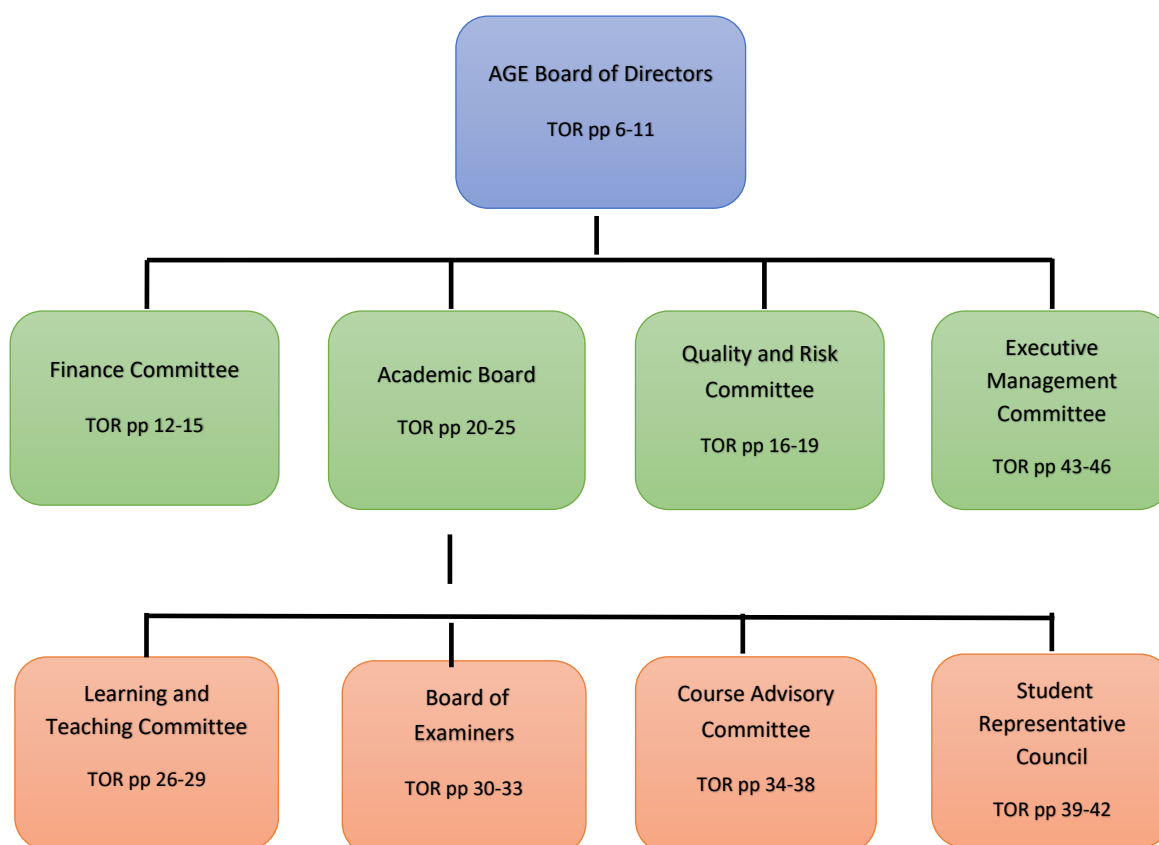 AGE Board of Directors
TOR pp 6-11
Finance Committee
TOR pp 12-15
Academic Board
TOR pp 20-25
Quality and Risk
Committee
TOR pp 16-19
Executive
Management
Committee
TOR pp 43-46
Learning and
Teaching Committee
TOR pp 26-29
Board of
Examiners
TOR pp 30-33
Course Advisory
Committee
TOR pp 34-38
Student
Representative
Council
TOR pp 39-42